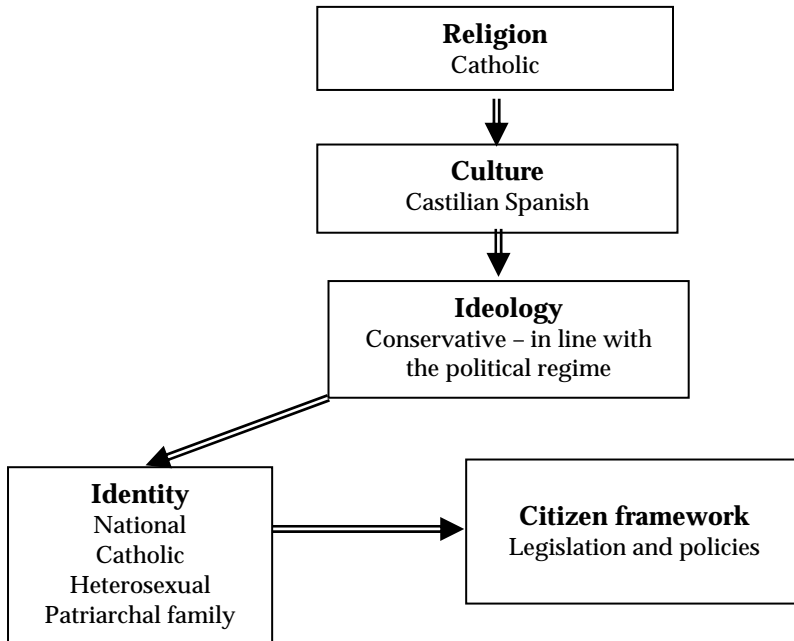 Religion
Catholic
Culture
Castilian Spanish
Ideology
Conservative – in line with
the political regime
Identity
National
Catholic
Heterosexual
Patriarchal family
Citizen framework
Legislation and policies